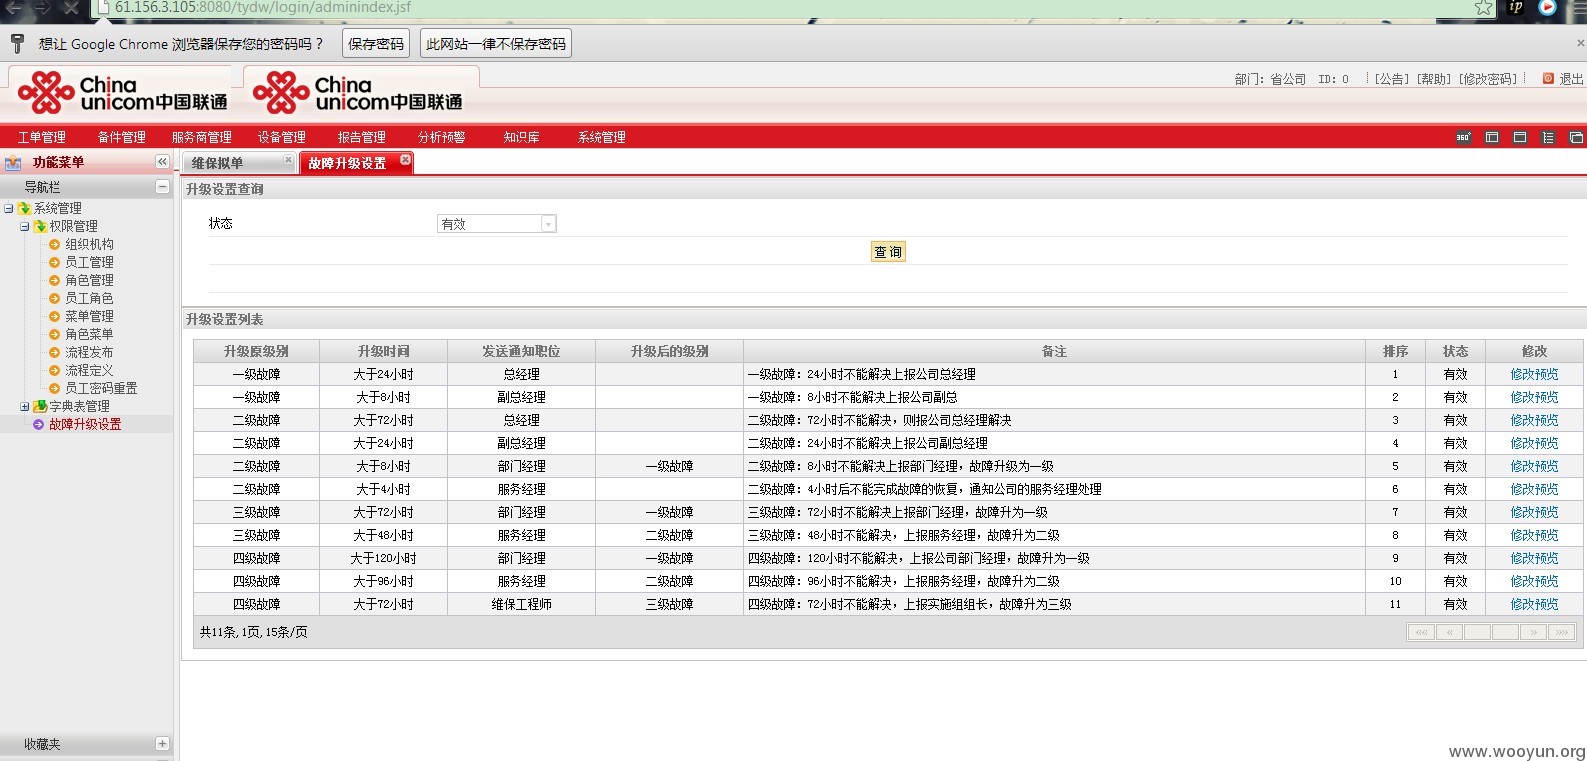 61.156.3.105:8080/tydw/login/adminindex.jsf
想让 Google Chrome 浏览器保存您的密码吗？ 保存密码 此网站一律不保存密码
China unicom中国联通 China unicom中国联通
部门：省公司 ID：0 [公告] [帮助] [修改密码] 退出
工单管理 备件管理 服务商管理 设备管理 报告管理 分析预警 知识库 系统管理 360°
功能菜单
维保拟单 故障升级设置
导航栏
系统管理
权限管理
组织机构
员工管理
角色管理
员工角色
菜单管理
角色菜单
流程发布
流程定义
员工密码重置
字典表管理
故障升级设置
收藏夹
升级设置查询
状态 有效
查询
升级设置列表
升级原级别 升级时间 发送通知职位 升级后的级别 备注 排序 状态 修改
一级故障 大于24小时 总经理 一级故障：24小时不能解决上报公司总经理 1 有效 修改预览
一级故障 大于8小时 副总经理 一级故障：8小时不能解决上报公司副总 2 有效 修改预览
二级故障 大于72小时 总经理 二级故障：72小时不能解决，则报公司总经理解决 3 有效 修改预览
二级故障 大于24小时 副总经理 二级故障：24小时不能解决上报公司副总经理 4 有效 修改预览
二级故障 大于8小时 部门经理 一级故障 二级故障：8小时不能解决上报部门经理，故障升级为一级 5 有效 修改预览
二级故障 大于4小时 服务经理 二级故障：4小时后不能完成故障的恢复，通知公司的服务经理处理 6 有效 修改预览
三级故障 大于72小时 部门经理 一级故障 三级故障：72小时不能解决上报部门经理，故障升为一级 7 有效 修改预览
三级故障 大于48小时 服务经理 二级故障 三级故障：48小时不能解决，上报服务经理，故障升为二级 8 有效 修改预览
四级故障 大于120小时 部门经理 一级故障 四级故障：120小时不能解决，上报公司部门经理，故障升为一级 9 有效 修改预览
四级故障 大于96小时 服务经理 二级故障 四级故障：96小时不能解决，上报服务经理，故障升为二级 10 有效 修改预览
四级故障 大于72小时 维保工程师 三级故障 四级故障：72小时不能解决，上报实施组组长，故障升为三级 11 有效 修改预览
共11条，1页，15条/页
www.wooyun.org